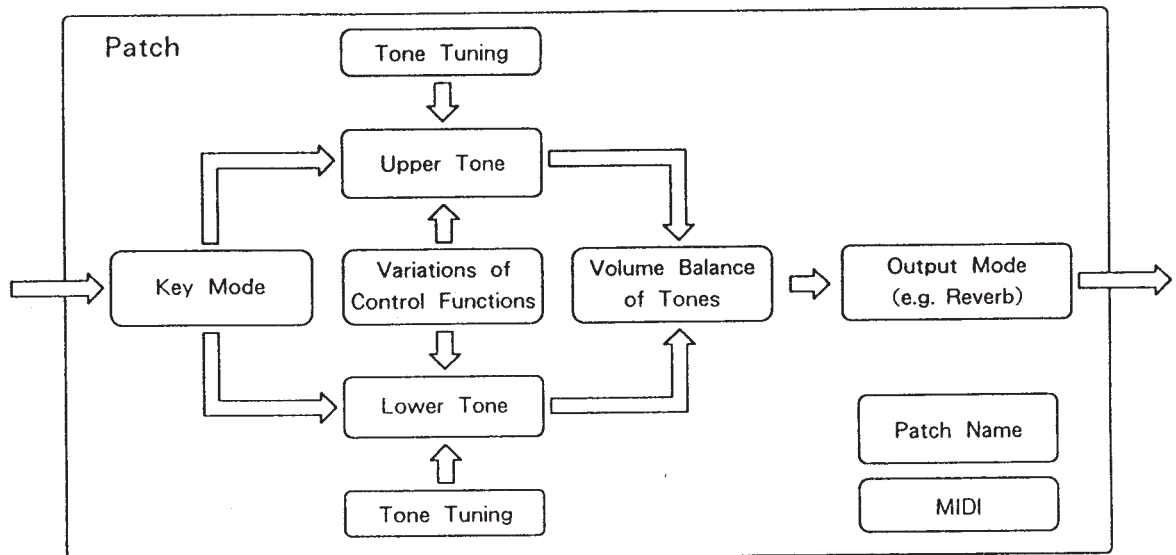 Patch
Tone Tuning
Upper Tone
Key Mode
Variations of
Control Functions
Volume Balance
of Tones
Output Mode
(e.g. Reverb)
Lower Tone
Patch Name
Tone Tuning
MIDI